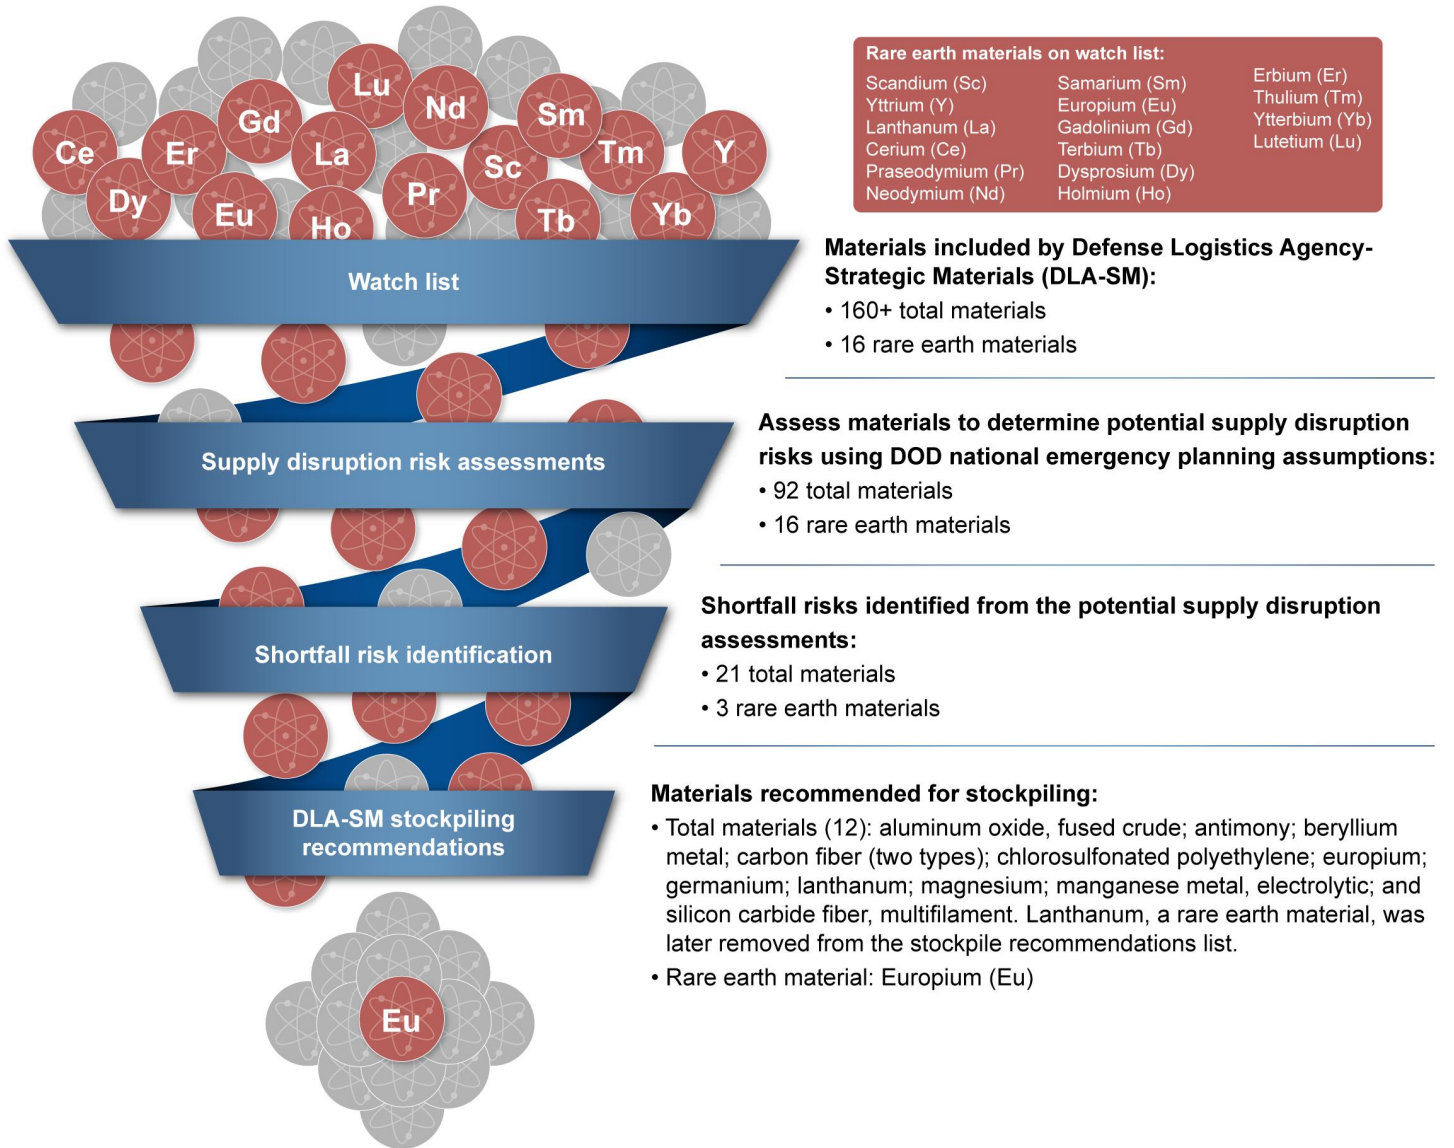 Lu
Nd
Gd
Sm
Ce
Er
La
Sc
Tm
Y
Dy
Eu
Ho
Pr
Tb
Yb
Rare earth materials on watch list:
Scandium (Sc)
Yttrium (Y)
Lanthanum (La)
Cerium (Ce)
Praseodymium (Pr)
Neodymium (Nd)
Samarium (Sm)
Europium (Eu)
Gadolinium (Gd)
Terbium (Tb)
Dysprosium (Dy)
Holmium (Ho)
Erbium (Er)
Thulium (Tm)
Ytterbium (Yb)
Lutetium (Lu)
Watch list
Materials included by Defense Logistics Agency-
Strategic Materials (DLA-SM):
• 160+ total materials
• 16 rare earth materials
Supply disruption risk assessments
Assess materials to determine potential supply disruption
risks using DOD national emergency planning assumptions:
• 92 total materials
• 16 rare earth materials
Shortfall risk identification
Shortfall risks identified from the potential supply disruption
assessments:
• 21 total materials
• 3 rare earth materials
DLA-SM stockpiling
recommendations
Materials recommended for stockpiling:
• Total materials (12): aluminum oxide, fused crude; antimony; beryllium
metal; carbon fiber (two types); chlorosulfonated polyethylene; europium;
germanium; lanthanum; magnesium; manganese metal, electrolytic; and
silicon carbide fiber, multifilament. Lanthanum, a rare earth material, was
later removed from the stockpile recommendations list.
• Rare earth material: Europium (Eu)
Eu